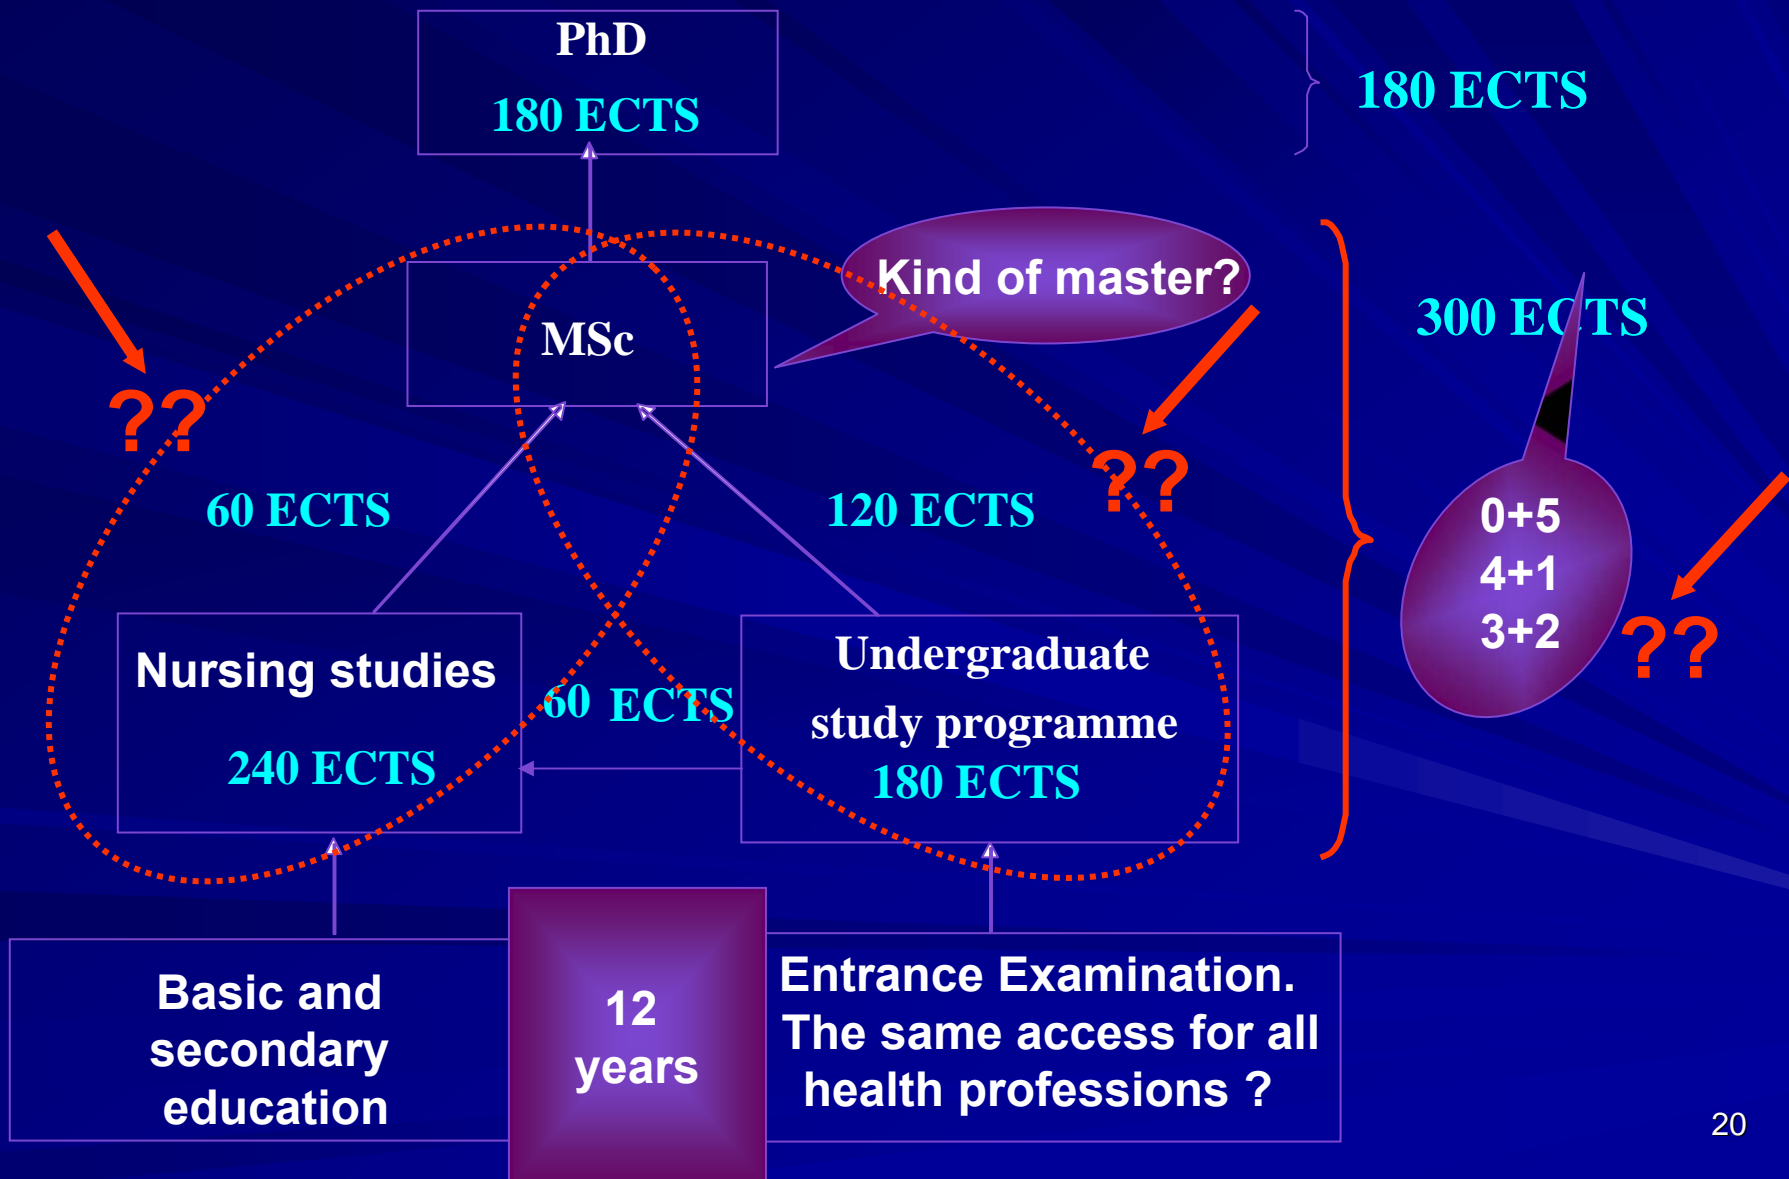 PhD
180 ECTS
180 ECTS
Kind of master?
MSc
300 ECTS
??
??
60 ECTS
120 ECTS
0+5
4+1
3+2
??
Nursing studies
240 ECTS
60 ECTS
Undergraduate
study programme
180 ECTS
Basic and
secondary
education
12
years
Entrance Examination.
The same access for all
health professions ?
20